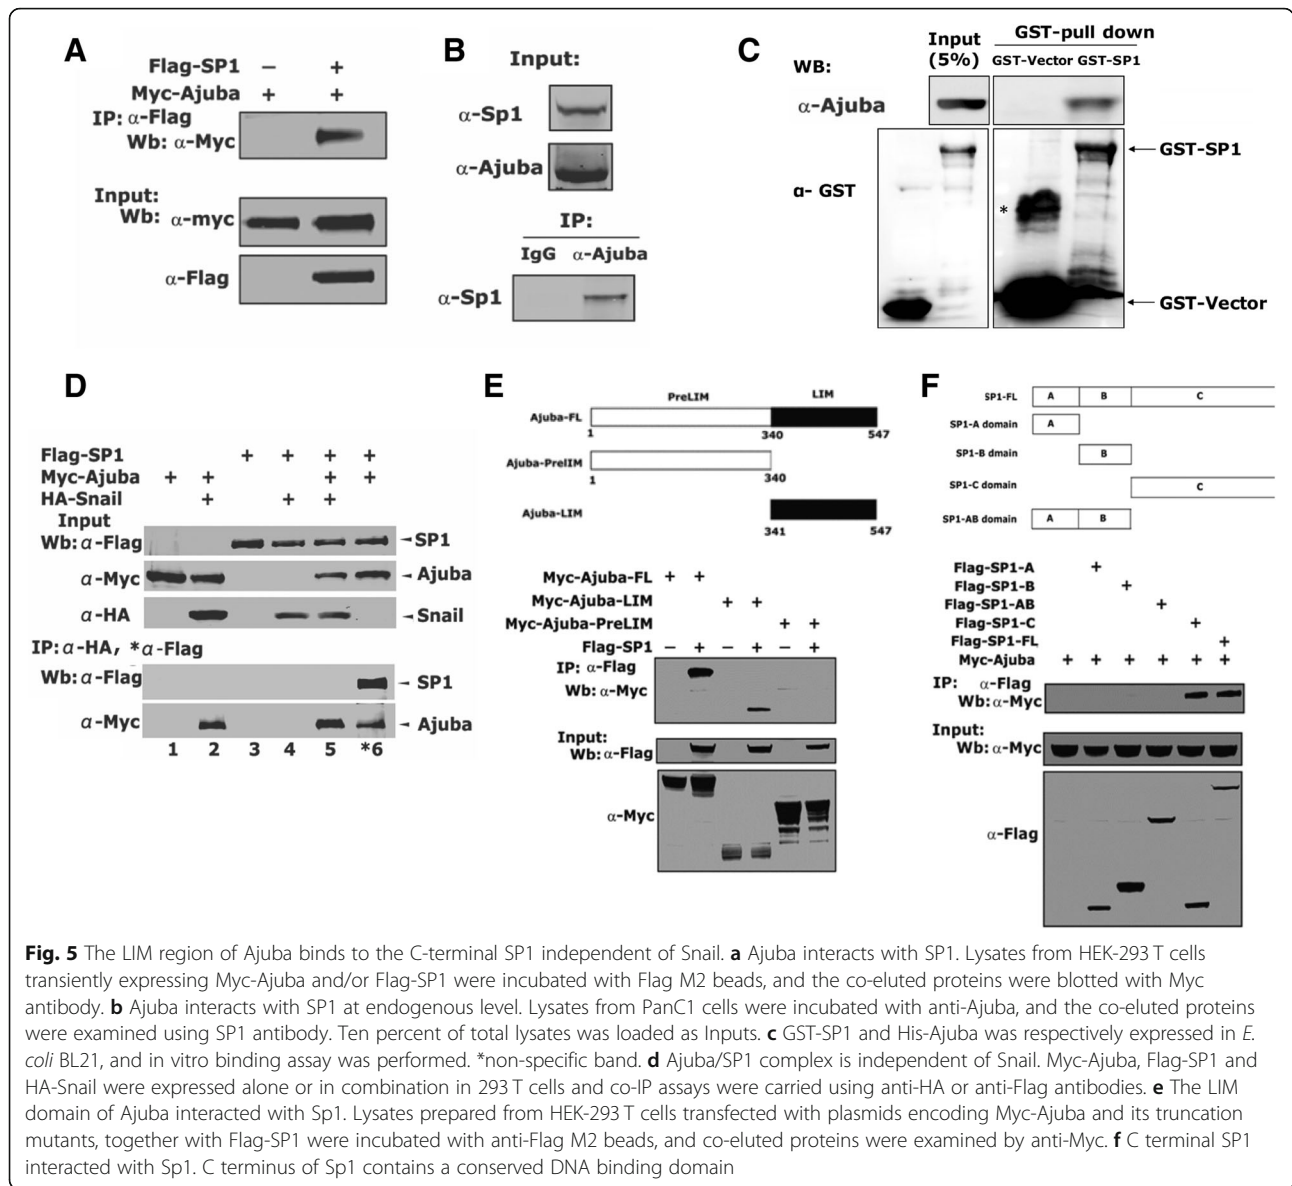 A
Flag-SP1 − +
Myc-Ajuba + +
IP: α-Flag
Wb: α-Myc
Input:
Wb: α-myc
α-Flag
B
Input:
α-Sp1
α-Ajuba
IP:
IgG α-Ajuba
α-Sp1
C
Input GST-pull down
(5%) GST-Vector GST-SP1
WB:
α-Ajuba
GST-SP1
α- GST
*
GST-Vector
D
Flag-SP1 + + + +
Myc-Ajuba + + + +
HA-Snail + + +
Input
Wb: α-Flag SP1
α-Myc Ajuba
α-HA Snail
IP: α-HA, *α-Flag
Wb: α-Flag SP1
α-Myc Ajuba
1 2 3 4 5 *6
E
PreLIM LIM
Ajuba-FL
1 340 547
Ajuba-PrelIM
1 340
Ajuba-LIM
341 547
Myc-Ajuba-FL + +
Myc-Ajuba-LIM + +
Myc-Ajuba-PreLIM + +
Flag-SP1 − + − + − +
IP: α-Flag
Wb: α-Myc
Input:
Wb: α-Flag
α-Myc
F
SP1-FL A B C
SP1-A domain A
SP1-B dmain B
SP1-C domain C
SP1-AB domain A B
Flag-SP1-A +
Flag-SP1-B +
Flag-SP1-AB +
Flag-SP1-C +
Flag-SP1-FL +
Myc-Ajuba + + + + + +
IP: α-Flag
Wb: α-Myc
Input:
Wb: α-Myc
α-Flag
Fig. 5 The LIM region of Ajuba binds to the C-terminal SP1 independent of Snail. a Ajuba interacts with SP1. Lysates from HEK-293 T cells
transiently expressing Myc-Ajuba and/or Flag-SP1 were incubated with Flag M2 beads, and the co-eluted proteins were blotted with Myc
antibody. b Ajuba interacts with SP1 at endogenous level. Lysates from PanC1 cells were incubated with anti-Ajuba, and the co-eluted proteins
were examined using SP1 antibody. Ten percent of total lysates was loaded as Inputs. c GST-SP1 and His-Ajuba was respectively expressed in E.
coli BL21, and in vitro binding assay was performed. *non-specific band. d Ajuba/SP1 complex is independent of Snail. Myc-Ajuba, Flag-SP1 and
HA-Snail were expressed alone or in combination in 293 T cells and co-IP assays were carried using anti-HA or anti-Flag antibodies. e The LIM
domain of Ajuba interacted with Sp1. Lysates prepared from HEK-293 T cells transfected with plasmids encoding Myc-Ajuba and its truncation
mutants, together with Flag-SP1 were incubated with anti-Flag M2 beads, and co-eluted proteins were examined by anti-Myc. f C terminal SP1
interacted with Sp1. C terminus of Sp1 contains a conserved DNA binding domain